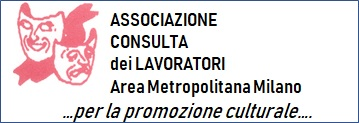 ASSOCIAZIONE
CONSULTA
dei LAVORATORI
Area Metropolitana Milano
...per la promozione culturale....